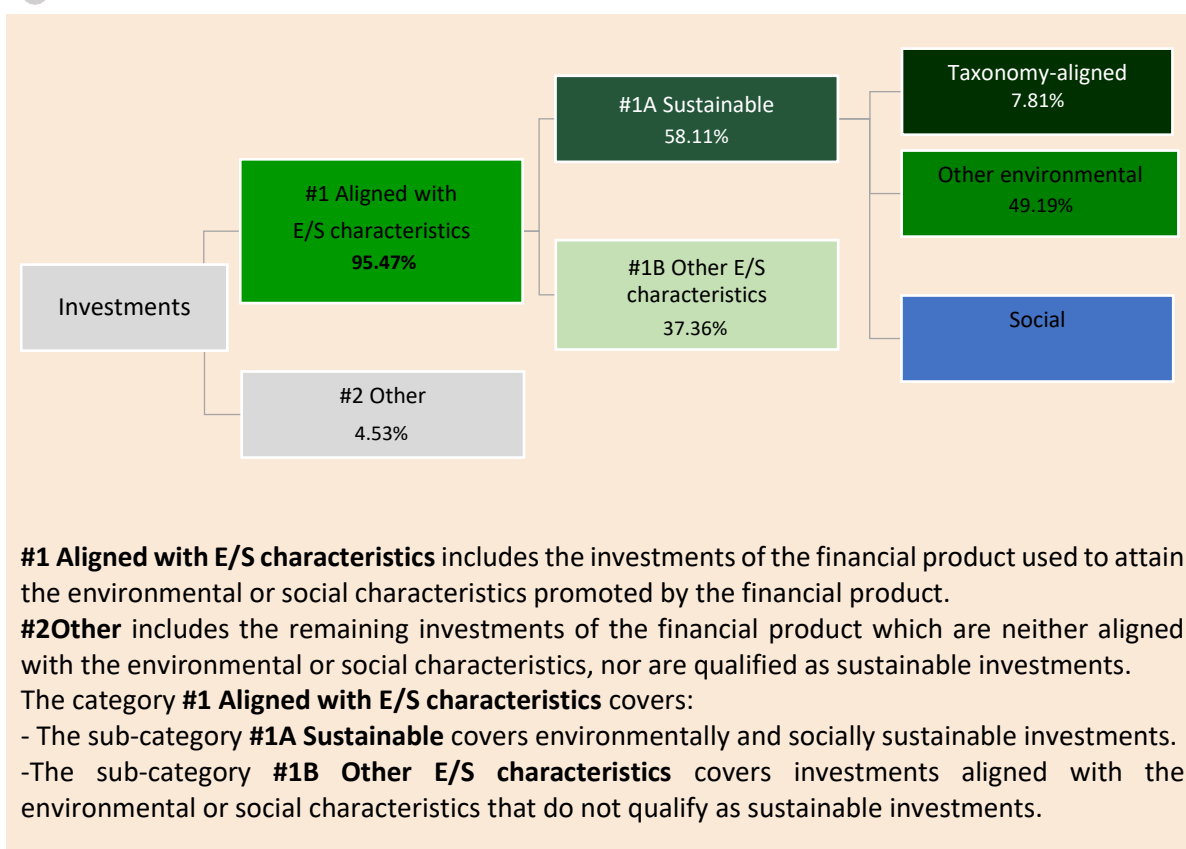 Investments
#1 Aligned with
E/S characteristics
95.47%
#2 Other
4.53%
#1A Sustainable
58.11%
#1B Other E/S
characteristics
37.36%
Taxonomy-aligned
7.81%
Other environmental
49.19%
Social
#1 Aligned with E/S characteristics includes the investments of the financial product used to attain
the environmental or social characteristics promoted by the financial product.
#2Other includes the remaining investments of the financial product which are neither aligned
with the environmental or social characteristics, nor are qualified as sustainable investments.
The category #1 Aligned with E/S characteristics covers:
- The sub-category #1A Sustainable covers environmentally and socially sustainable investments.
-The sub-category #1B Other E/S characteristics covers investments aligned with the
environmental or social characteristics that do not qualify as sustainable investments.